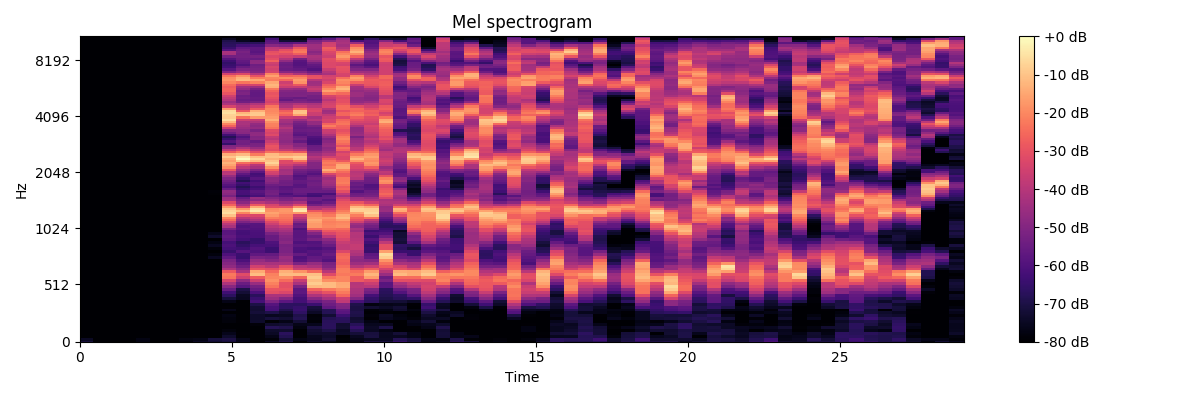 Mel spectrogram
Hz
8192
4096
2048
1024
512
0
0 5 10 15 20 25
Time
+0 dB
-10 dB
-20 dB
-30 dB
-40 dB
-50 dB
-60 dB
-70 dB
-80 dB